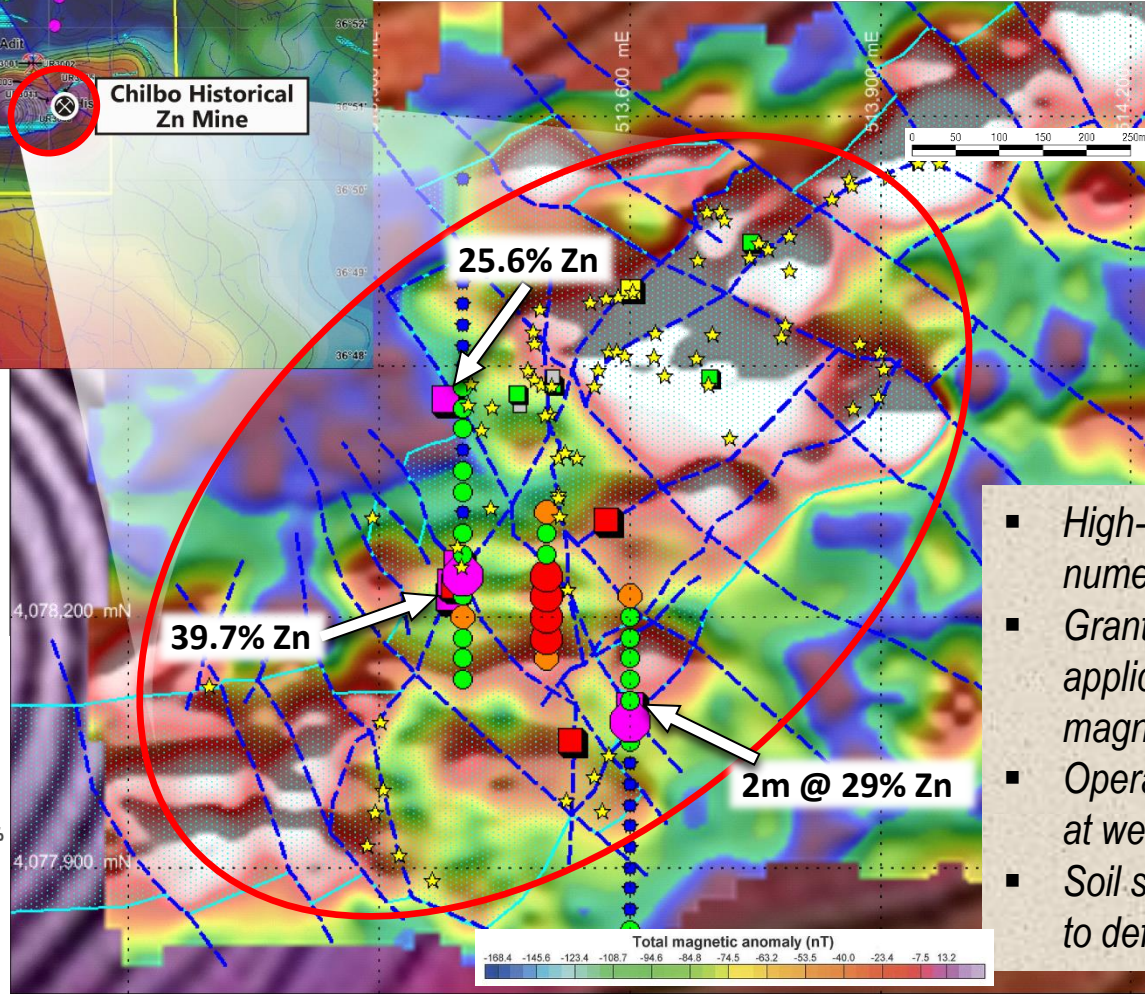 36°52'
Adit
Chilbo Historical
Zn Mine
36°51'
36°50'
36°49'
36°48'
513,600 mE
513,900 mE
514,200
0 50 100 150 200 250m
25.6% Zn
39.7% Zn
2m @ 29% Zn
4,078,200 mN
4,077,900 mN
%
▪ High-
nume
▪ Grant
applic
magn
▪ Opera
at we
▪ Soil s
to def
Total magnetic anomaly (nT)
-168.4 -145.6 -123.4 -108.7 -94.6 -84.8 -74.5 -63.2 -53.5 -40.0 -23.4 -7.5 13.2